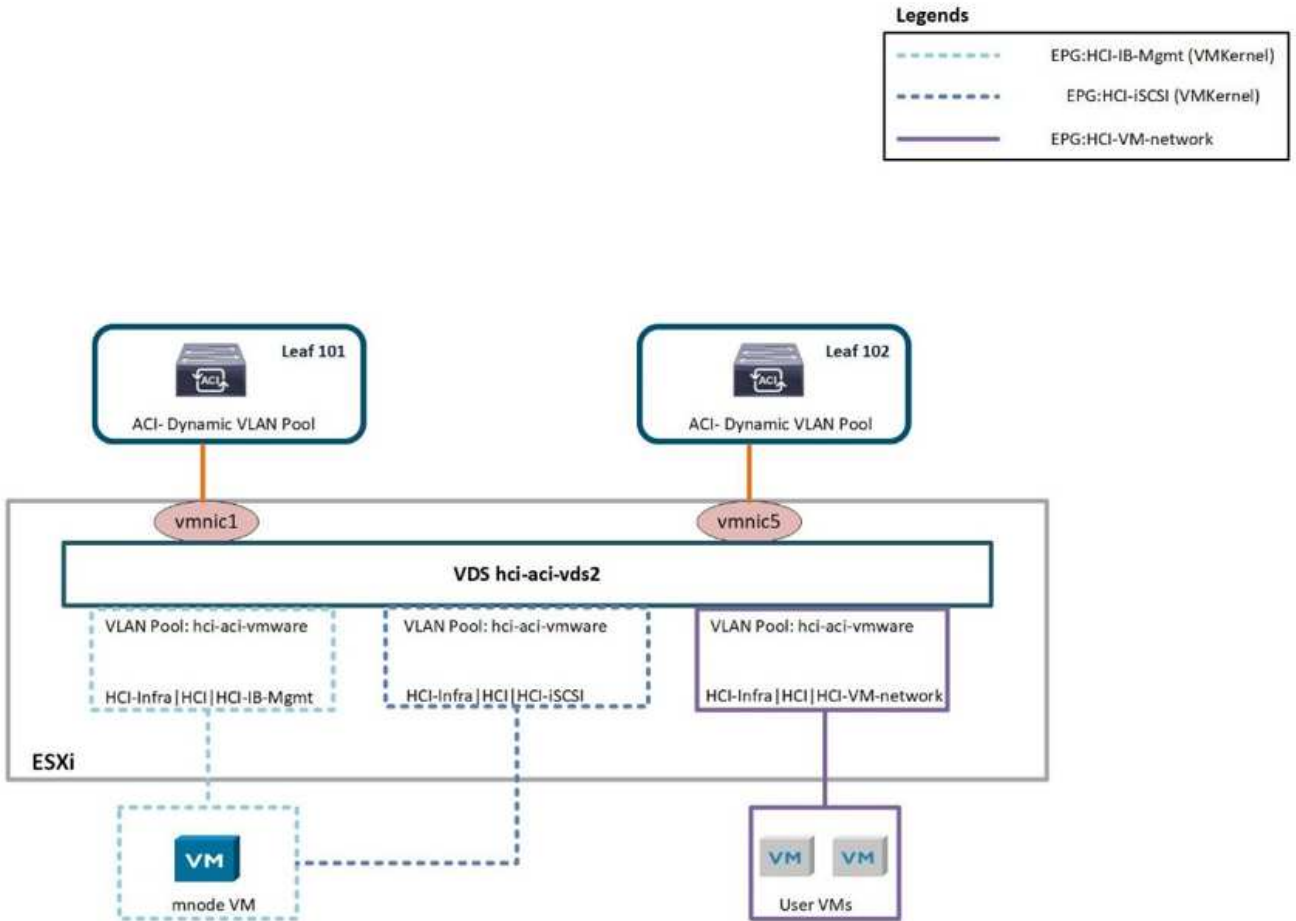 Legends
EPG:HCI-IB-Mgmt (VMKernel)
EPG:HCI-iSCSI (VMKernel)
EPG:HCI-VM-network
Leaf 101
ACI
ACI- Dynamic VLAN Pool
Leaf 102
ACI
ACI- Dynamic VLAN Pool
vmnic1
vmnic5
VDS hci-aci-vds2
VLAN Pool: hci-aci-vmware
HCI-Infra|HCI|HCI-IB-Mgmt
VLAN Pool: hci-aci-vmware
HCI-Infra|HCI|HCI-iSCSI
VLAN Pool: hci-aci-vmware
HCI-Infra|HCI|HCI-VM-network
ESXi
VM
mnode VM
VM
VM
User VMs